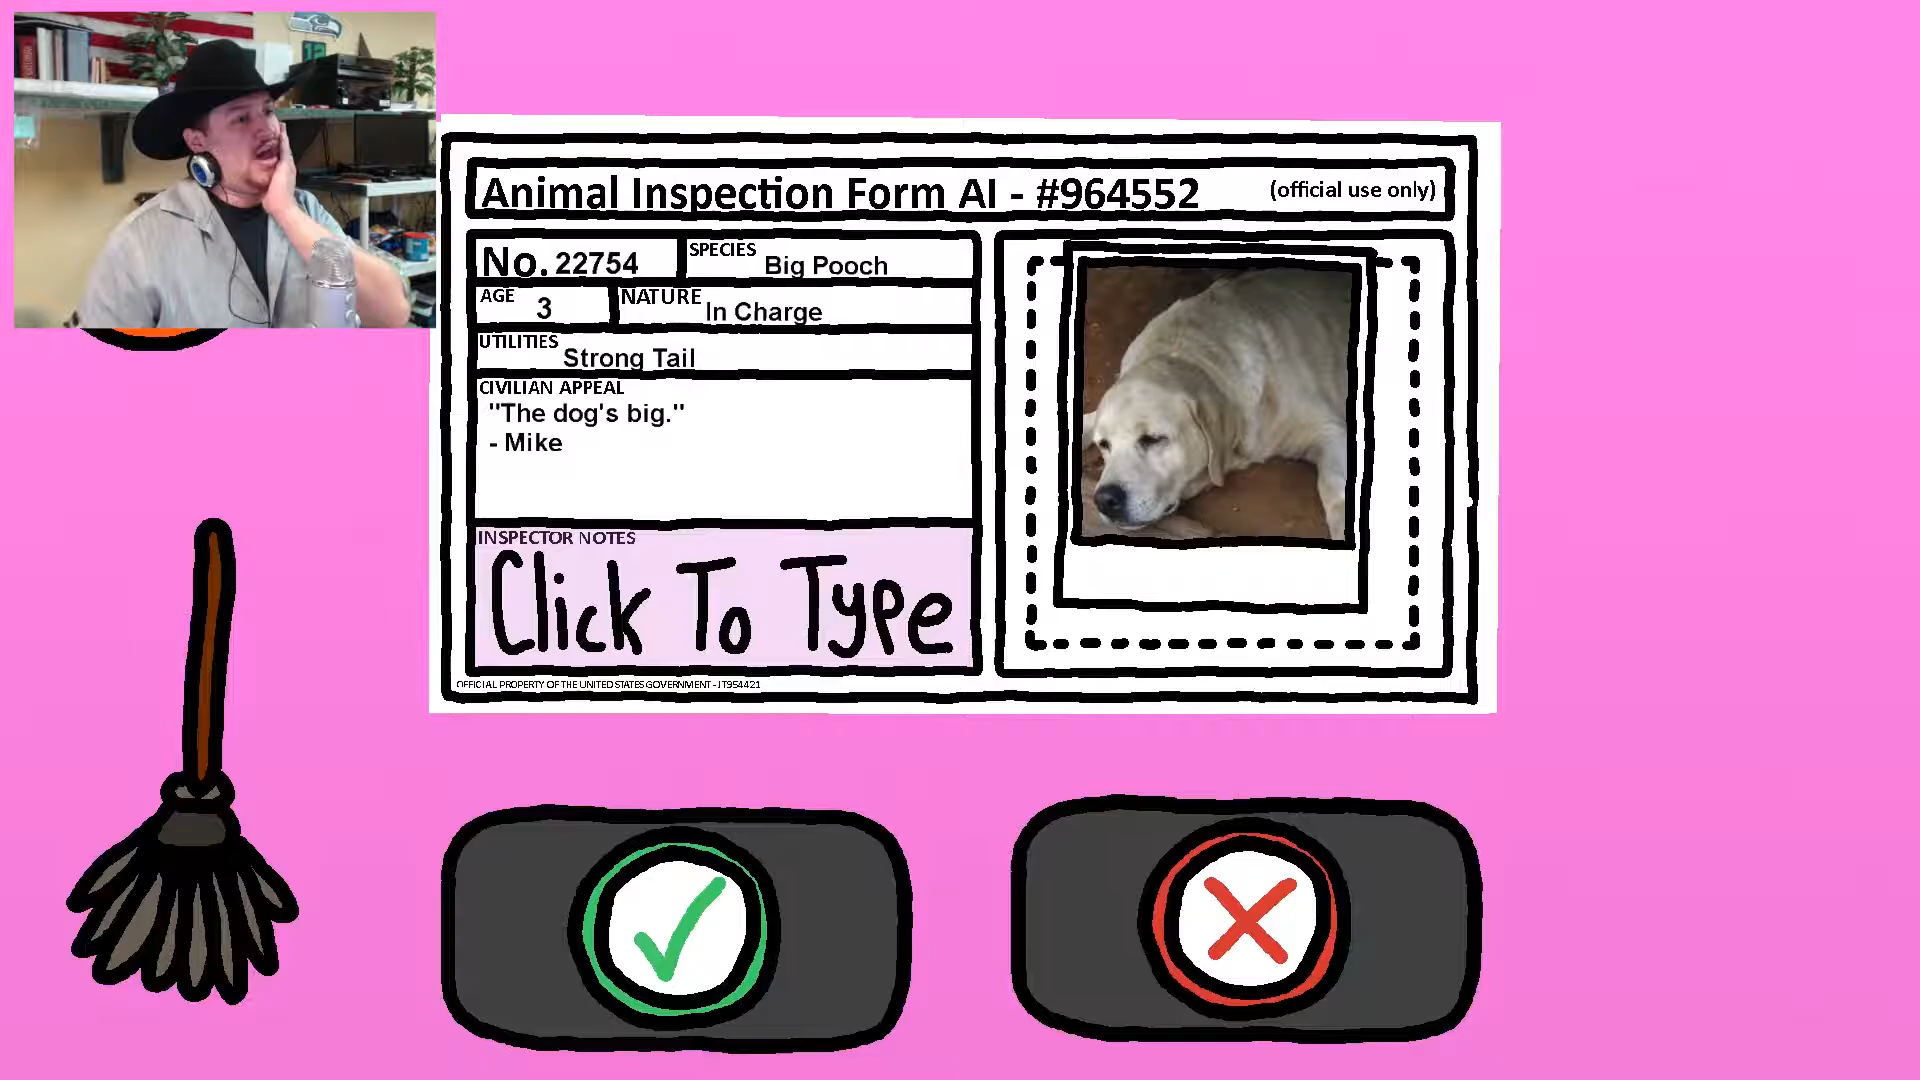 12
Animal Inspection Form AI - #964552
(official use only)
No. 22754
SPECIES Big Pooch
AGE 3
NATURE In Charge
UTILITIES Strong Tail
CIVILIAN APPEAL
"The dog's big."
- Mike
INSPECTOR NOTES
Click To Type
OFFICIAL PROPERTY OF THE UNITED STATES GOVERNMENT - JT954421